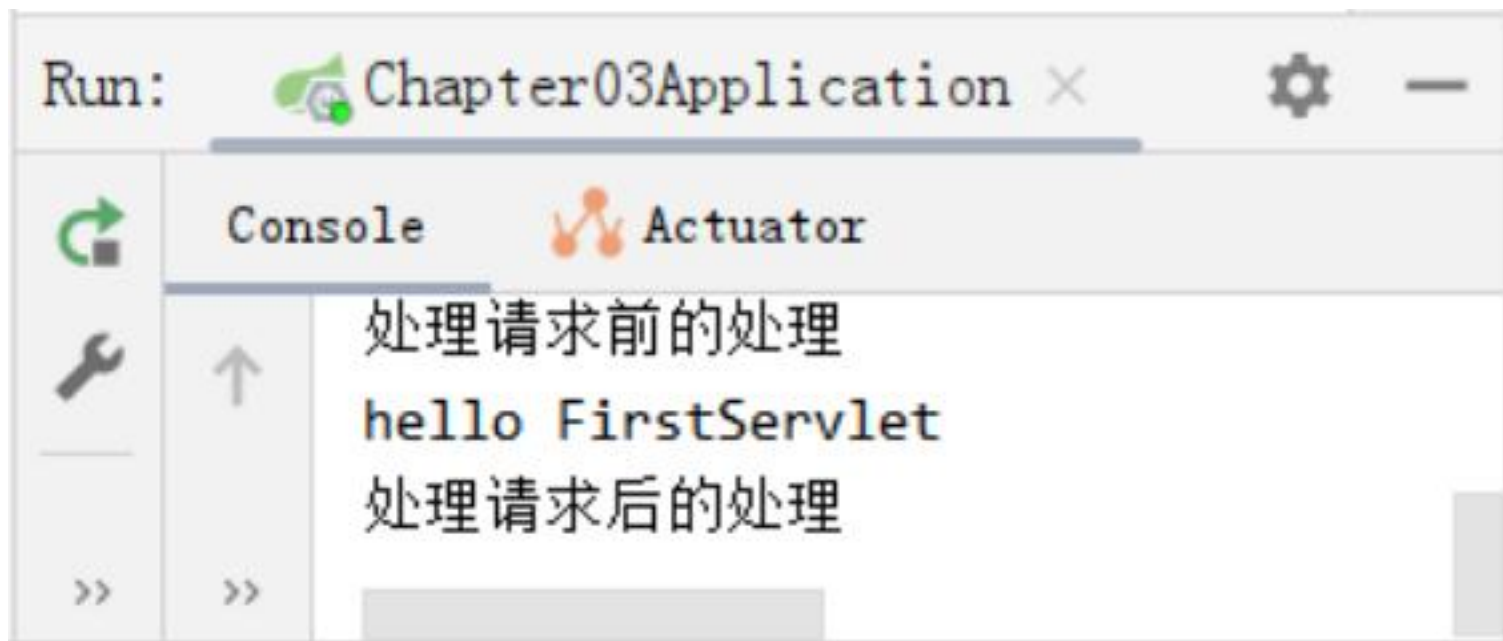 Run: Chapter03Application
Console Actuator
处理请求前的处理
hello FirstServlet
处理请求后的处理